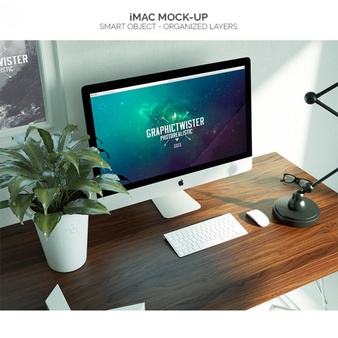 iMAC MOCK-UP
SMART OBJECT - ORGANIZED LAYERS
GRAPHICTWISTER
PHOTOREALISTIC